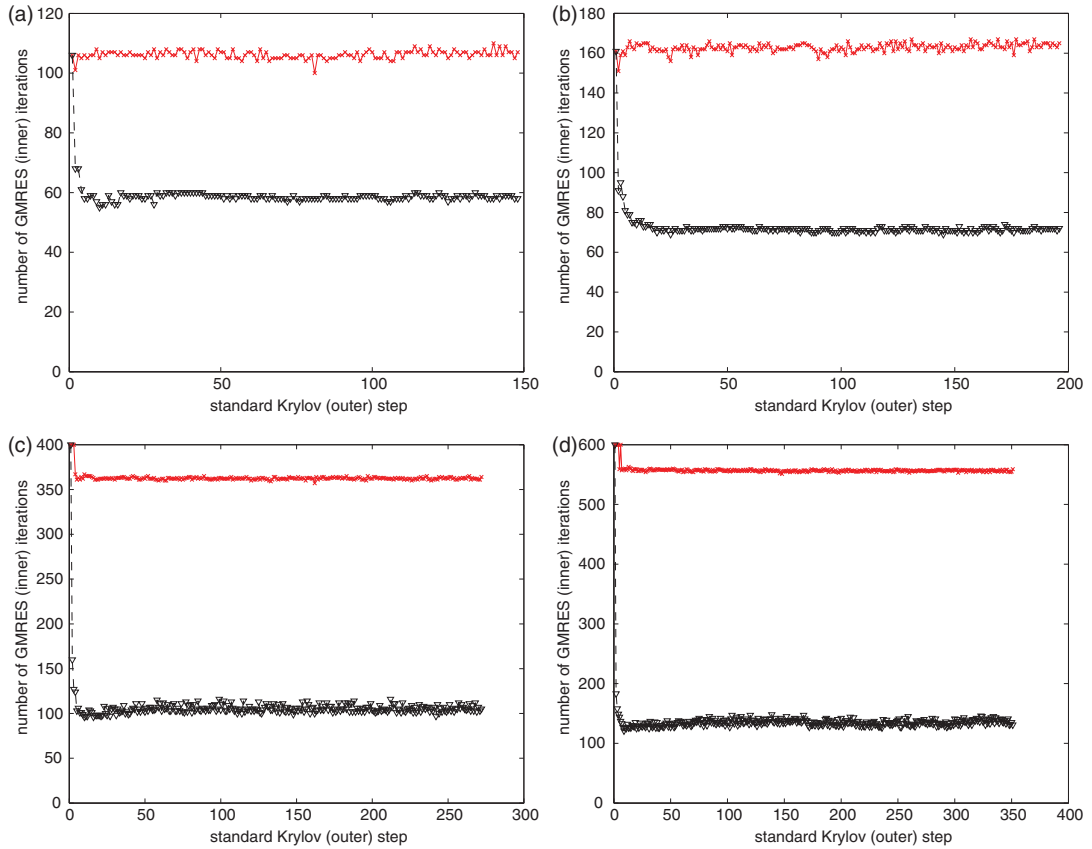 (a)
120
100
80
60
40
20
0
number of GMRES (inner) iterations
0 50 100 150
standard Krylov (outer) step
(b)
180
160
140
120
100
80
60
40
20
0
number of GMRES (inner) iterations
0 50 100 150 200
standard Krylov (outer) step
(c)
400
350
300
250
200
150
100
50
0
number of GMRES (inner) iterations
0 50 100 150 200 250 300
standard Krylov (outer) step
(d)
600
500
400
300
200
100
0
number of GMRES (inner) iterations
0 50 100 150 200 250 300 350 400
standard Krylov (outer) step